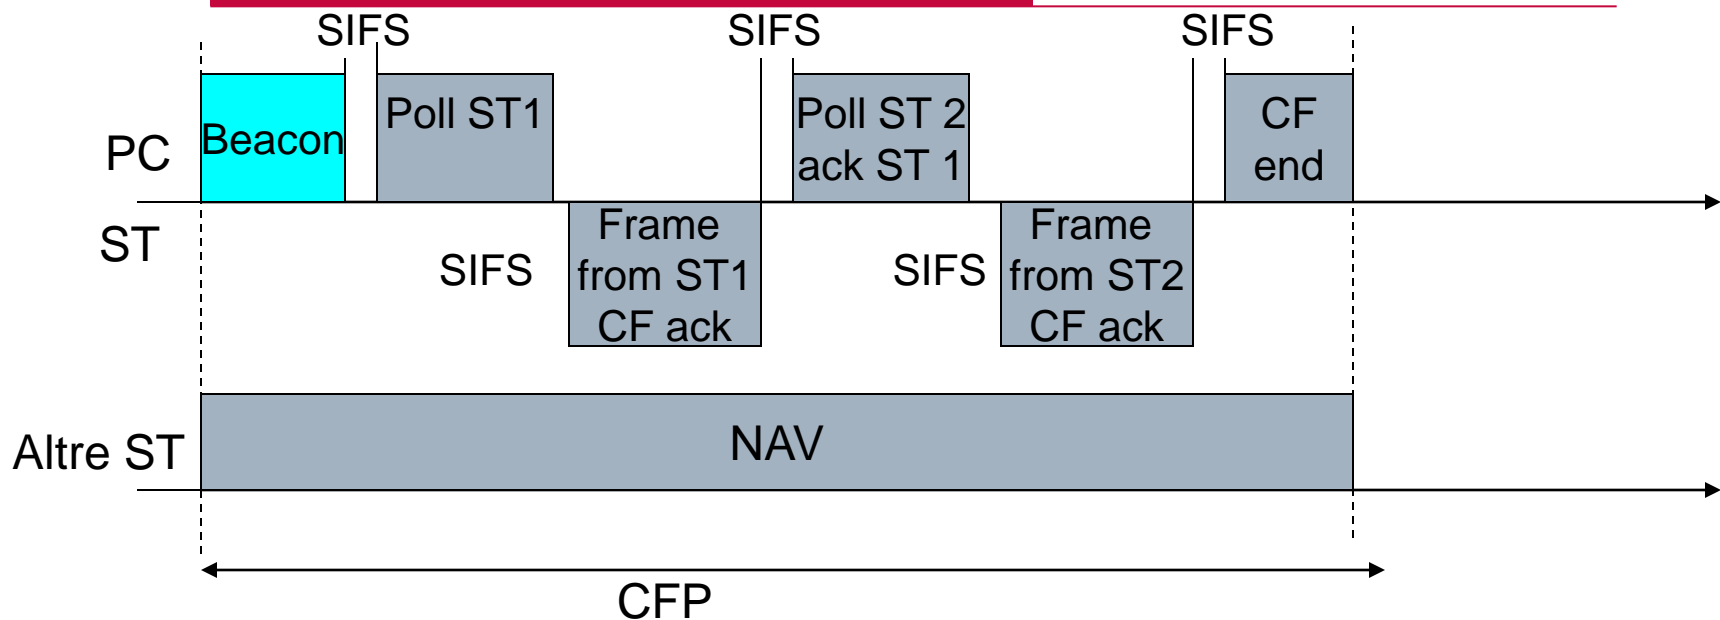 SIFS
SIFS
SIFS
PC
Beacon
Poll ST1
Poll ST 2
ack ST 1
CF
end
ST
SIFS
Frame
from ST1
CF ack
SIFS
Frame
from ST2
CF ack
Altre ST
NAV
CFP